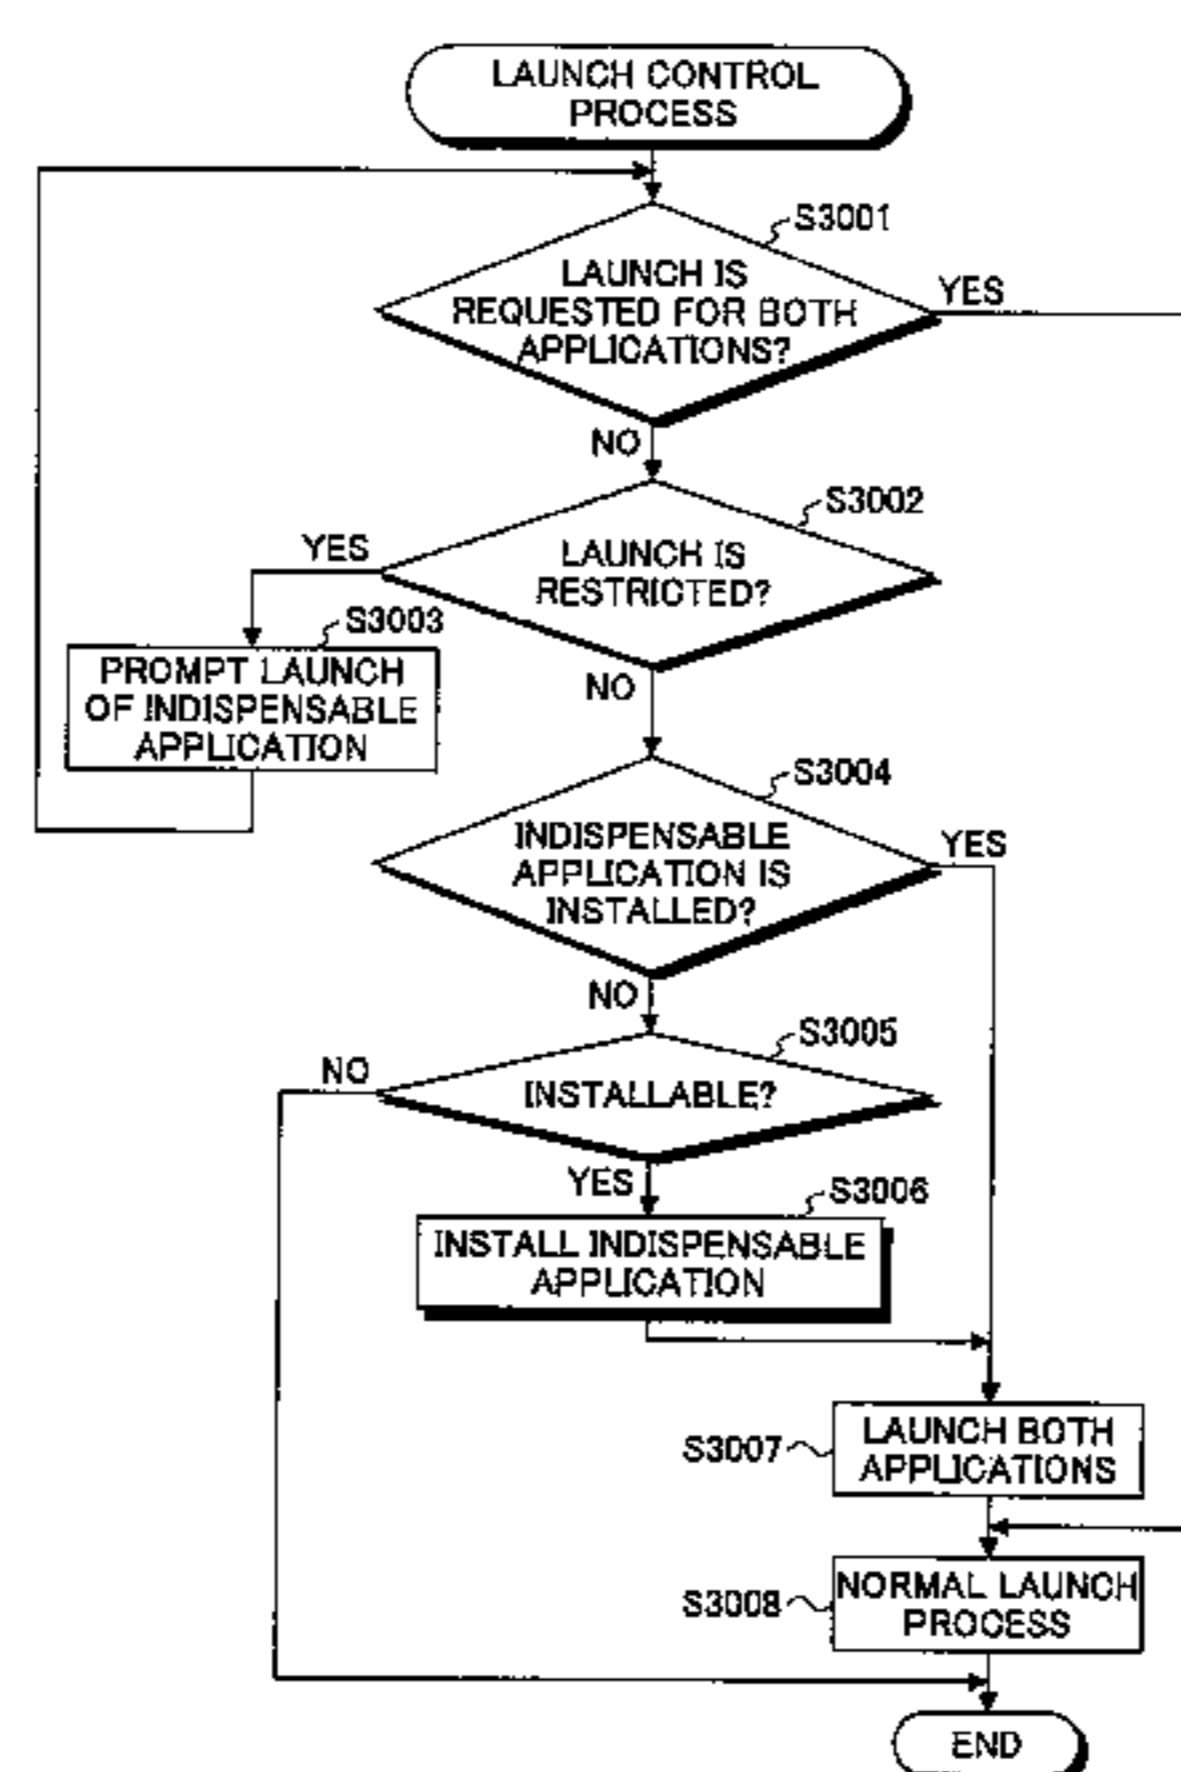 LAUNCH CONTROL
PROCESS
S3001
LAUNCH IS
REQUESTED FOR BOTH
APPLICATIONS?
YES
NO
S3002
LAUNCH IS
RESTRICTED?
YES
NO
S3003
PROMPT LAUNCH
OF INDISPENSABLE
APPLICATION
S3004
INDISPENSABLE
APPLICATION IS
INSTALLED?
YES
NO
S3005
INSTALLABLE?
NO
YES
S3006
INSTALL INDISPENSABLE
APPLICATION
S3007
LAUNCH BOTH
APPLICATIONS
S3008
NORMAL LAUNCH
PROCESS
END